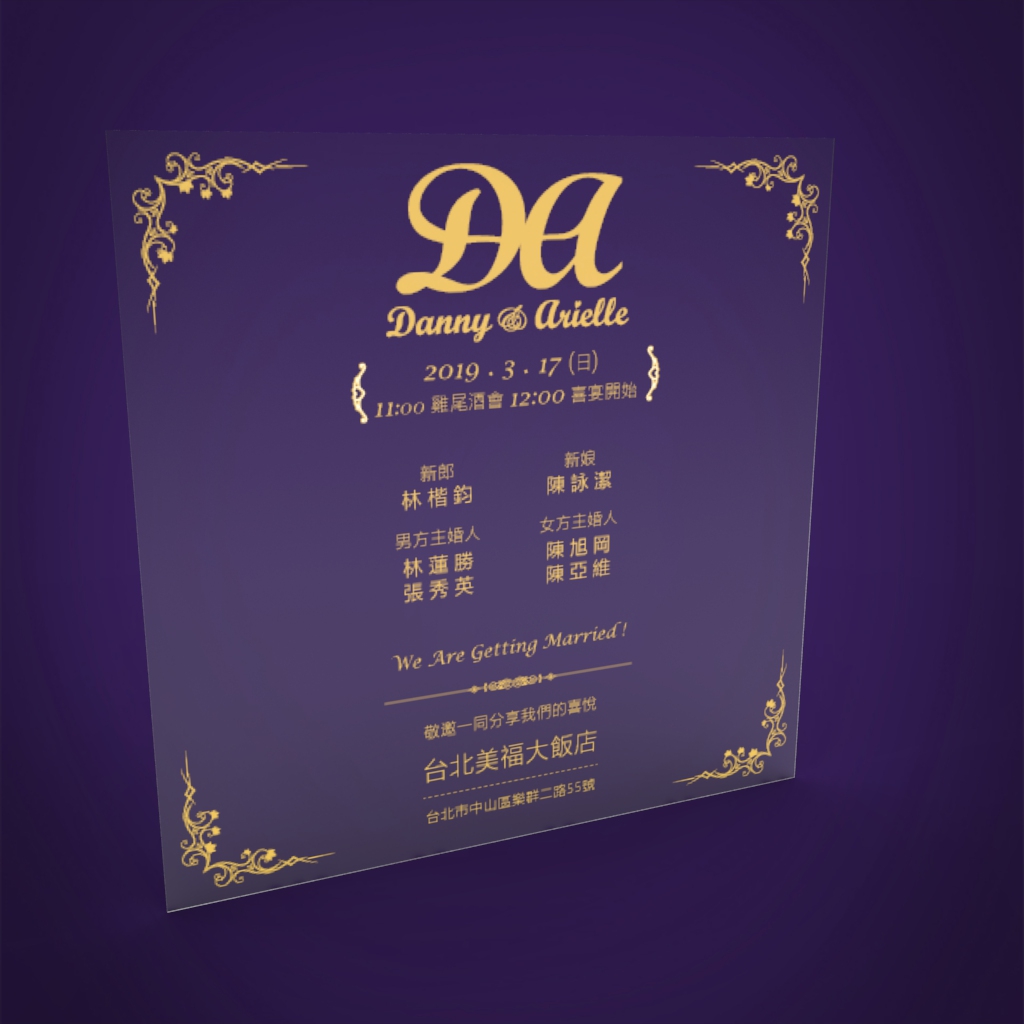 DA
Danny & Arielle
2019 . 3 . 17 (日)
11:00 雞尾酒會 12:00 喜宴開始
新郎
林楷鈞
新娘
陳詠潔
男方主婚人
林蓮勝
張秀英
女方主婚人
陳旭岡
陳亞維
We Are Getting Married!
敬邀一同分享我們的喜悅
台北美福大飯店
台北市中山區樂群二路55號